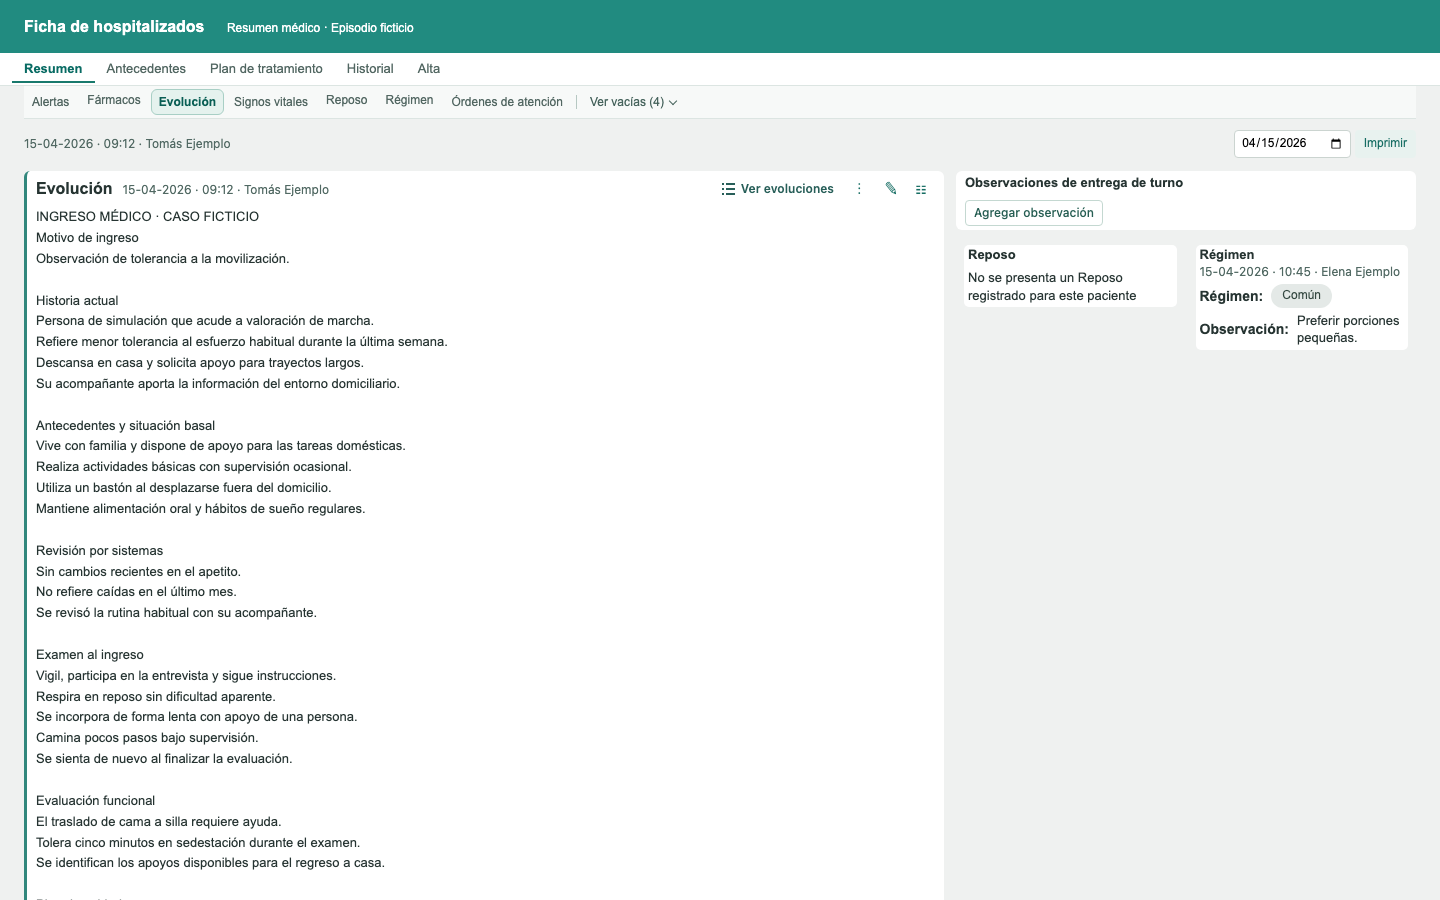 Ficha de hospitalizados Resumen médico · Episodio ficticio
Resumen Antecedentes Plan de tratamiento Historial Alta
Alertas Fármacos Evolución Signos vitales Reposo Régimen Órdenes de atención Ver vacías (4)
15-04-2026 · 09:12 · Tomás Ejemplo
04/15/2026 Imprimir
Evolución 15-04-2026 · 09:12 · Tomás Ejemplo Ver evoluciones
INGRESO MÉDICO · CASO FICTICIO
Motivo de ingreso
Observación de tolerancia a la movilización.
Historia actual
Persona de simulación que acude a valoración de marcha.
Refiere menor tolerancia al esfuerzo habitual durante la última semana.
Descansa en casa y solicita apoyo para trayectos largos.
Su acompañante aporta la información del entorno domiciliario.
Antecedentes y situación basal
Vive con familia y dispone de apoyo para las tareas domésticas.
Realiza actividades básicas con supervisión ocasional.
Utiliza un bastón al desplazarse fuera del domicilio.
Mantiene alimentación oral y hábitos de sueño regulares.
Revisión por sistemas
Sin cambios recientes en el apetito.
No refiere caídas en el último mes.
Se revisó la rutina habitual con su acompañante.
Examen al ingreso
Vigil, participa en la entrevista y sigue instrucciones.
Respira en reposo sin dificultad aparente.
Se incorpora de forma lenta con apoyo de una persona.
Camina pocos pasos bajo supervisión.
Se sienta de nuevo al finalizar la evaluación.
Evaluación funcional
El traslado de cama a silla requiere ayuda.
Tolera cinco minutos en sedestación durante el examen.
Se identifican los apoyos disponibles para el regreso a casa.
Observaciones de entrega de turno
Agregar observación
Reposo
No se presenta un Reposo
registrado para este paciente
Régimen
15-04-2026 · 10:45 · Elena Ejemplo
Régimen: Común
Observación: Preferir porciones
pequeñas.